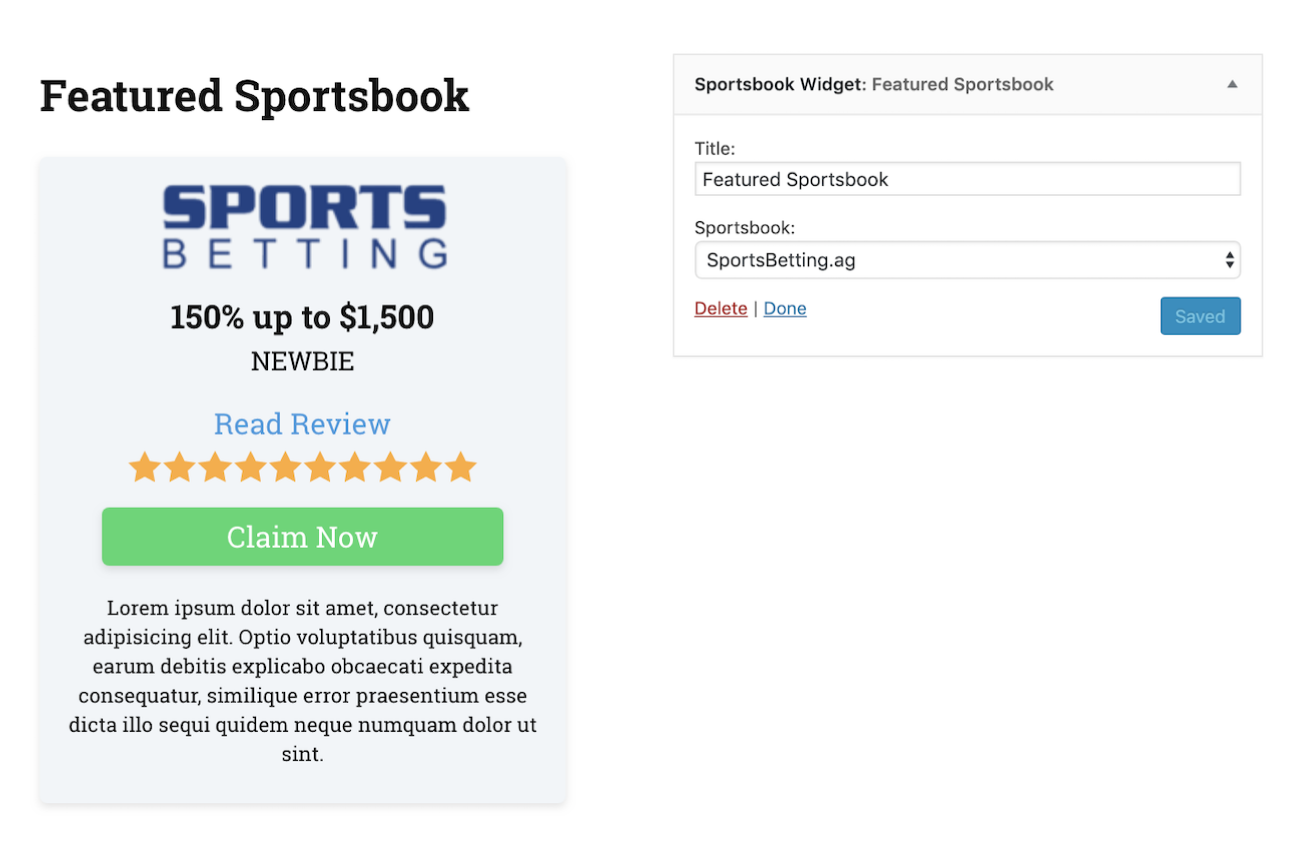 Featured Sportsbook
SPORTS
BETTING
150% up to $1,500
NEWBIE
Read Review
Claim Now
Lorem ipsum dolor sit amet, consectetur
adipisicing elit. Optio voluptatibus quisquam,
earum debitis explicabo obcaecati expedita
consequatur, similique error praesentium esse
dicta illo sequi quidem neque numquam dolor ut
sint.
Sportsbook Widget: Featured Sportsbook
Title:
Featured Sportsbook
Sportsbook:
SportsBetting.ag
Delete | Done
Saved